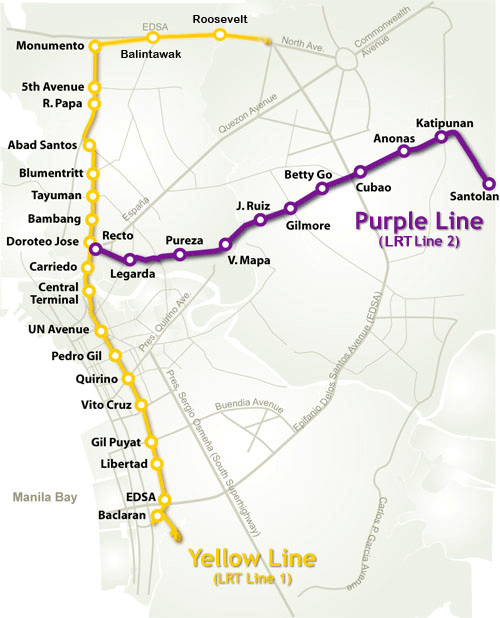 EDSA
Roosevelt
Monumento
Balintawak
North Ave.
Commonwealth
Avenue
5th Avenue
R. Papa
Quezon Avenue
Katipunan
Abad Santos
Anonas
Blumentritt
Betty Go
Cubao
Santolan
Tayuman
España
J. Ruiz
Gilmore
Bambang
Purple Line
(LRT Line 2)
Doroteo Jose
Recto
Pureza
V. Mapa
Carriedo
Legarda
Central
Terminal
UN Avenue
Pres. Quirino Ave.
Pedro Gil
Quirino
Epifanio Delos Santos Avenue (EDSA)
Vito Cruz
Buendia Avenue
Pres. Sergio Osmeña (South Superhighway)
Gil Puyat
Libertad
Manila Bay
EDSA
Baclaran
Carlos P. Garcia Avenue
Yellow Line
(LRT Line 1)